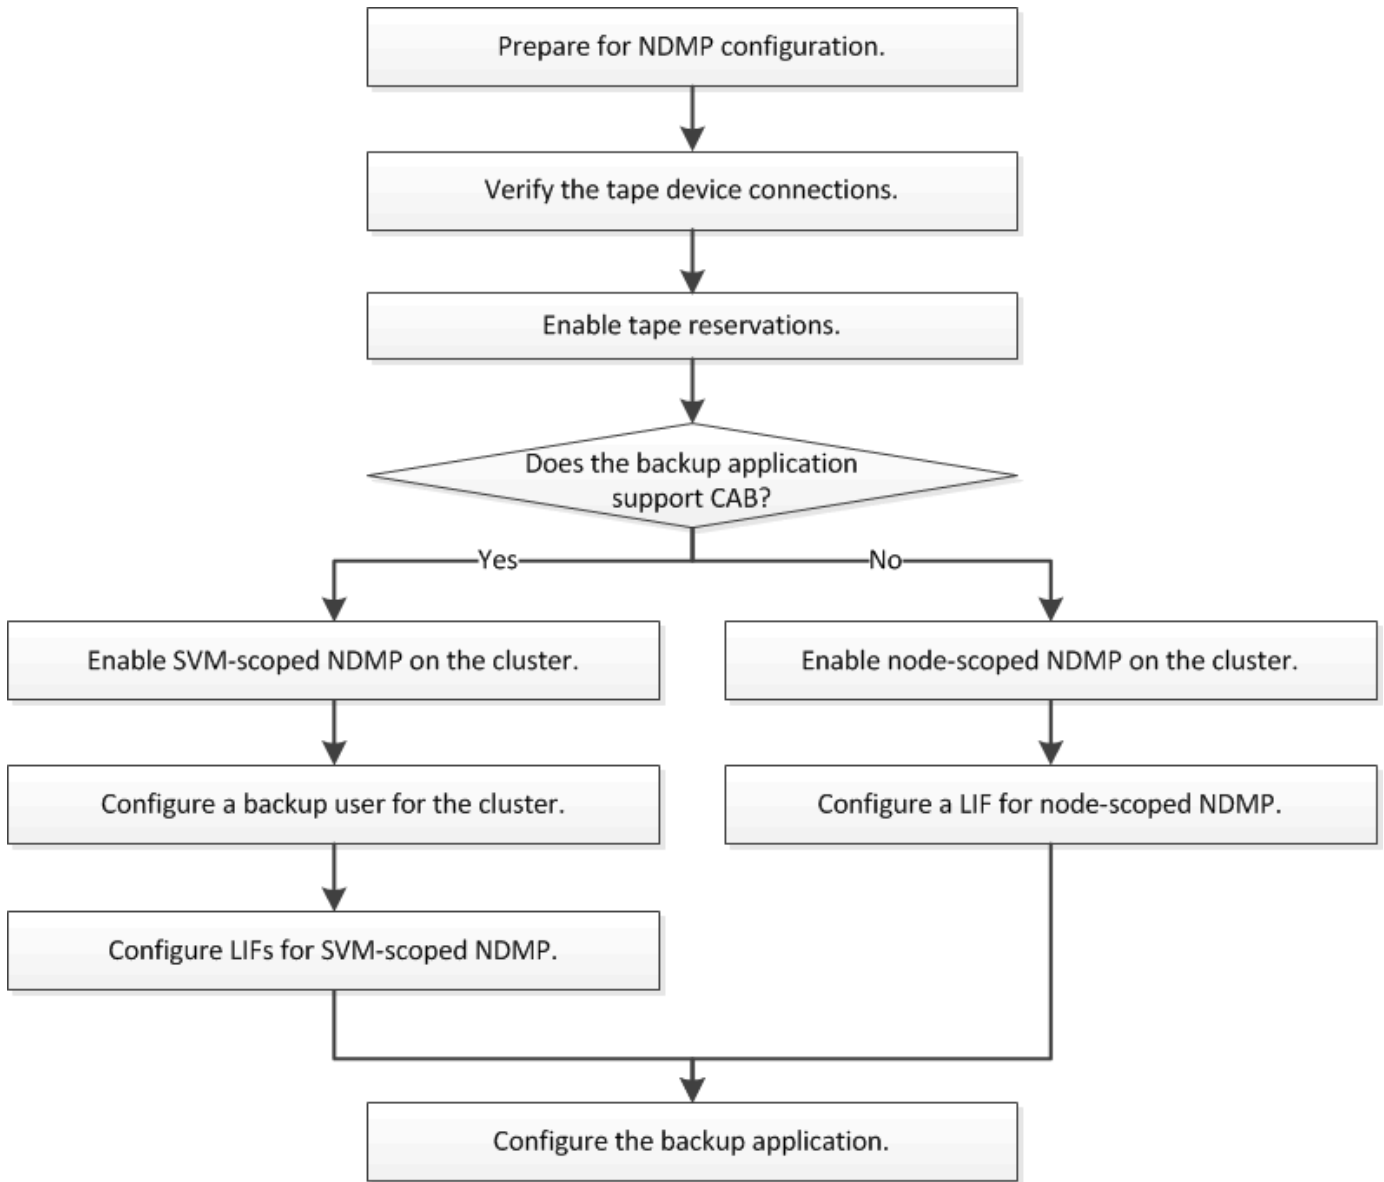 Prepare for NDMP configuration.
Verify the tape device connections.
Enable tape reservations.
Does the backup application
support CAB?
Yes
No
Enable SVM-scoped NDMP on the cluster.
Enable node-scoped NDMP on the cluster.
Configure a backup user for the cluster.
Configure a LIF for node-scoped NDMP.
Configure LIFs for SVM-scoped NDMP.
Configure the backup application.